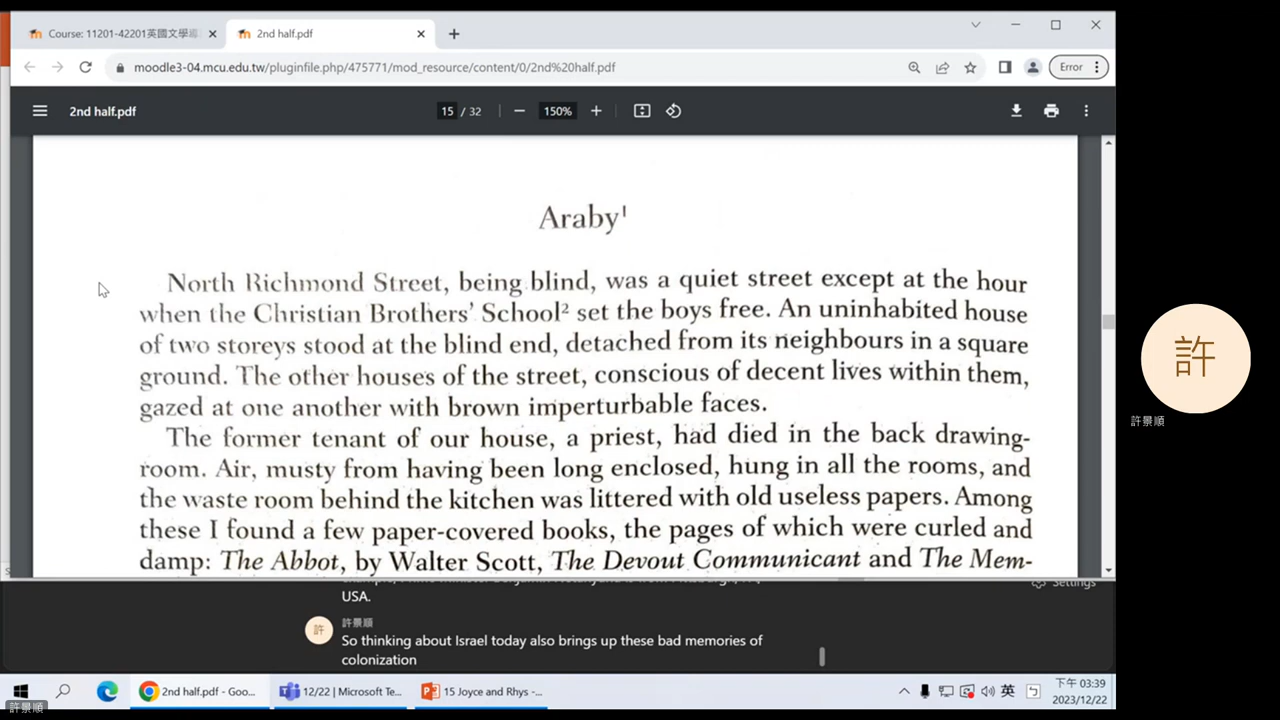 Course: 11201-42201英國文學導
2nd half.pdf
moodle3-04.mcu.edu.tw/pluginfile.php/475771/mod_resource/content/0/2nd%20half.pdf
Error
2nd half.pdf
15 / 32
150%
Araby¹
North Richmond Street, being blind, was a quiet street except at the hour
when the Christian Brothers' School² set the boys free. An uninhabited house
of two storeys stood at the blind end, detached from its neighbours in a square
ground. The other houses of the street, conscious of decent lives within them,
gazed at one another with brown imperturbable faces.
The former tenant of our house, a priest, had died in the back drawing-
room. Air, musty from having been long enclosed, hung in all the rooms, and
the waste room behind the kitchen was littered with old useless papers. Among
these I found a few paper-covered books, the pages of which were curled and
damp: The Abbot, by Walter Scott, The Devout Communicant and The Mem-
Settings
USA.
許
許景順
So thinking about Israel today also brings up these bad memories of
colonization
許
許景順
2nd half.pdf - Goo...
12/22 | Microsoft Te...
15 Joyce and Rhys -...
英
下午 03:39
2023/12/22
許景順